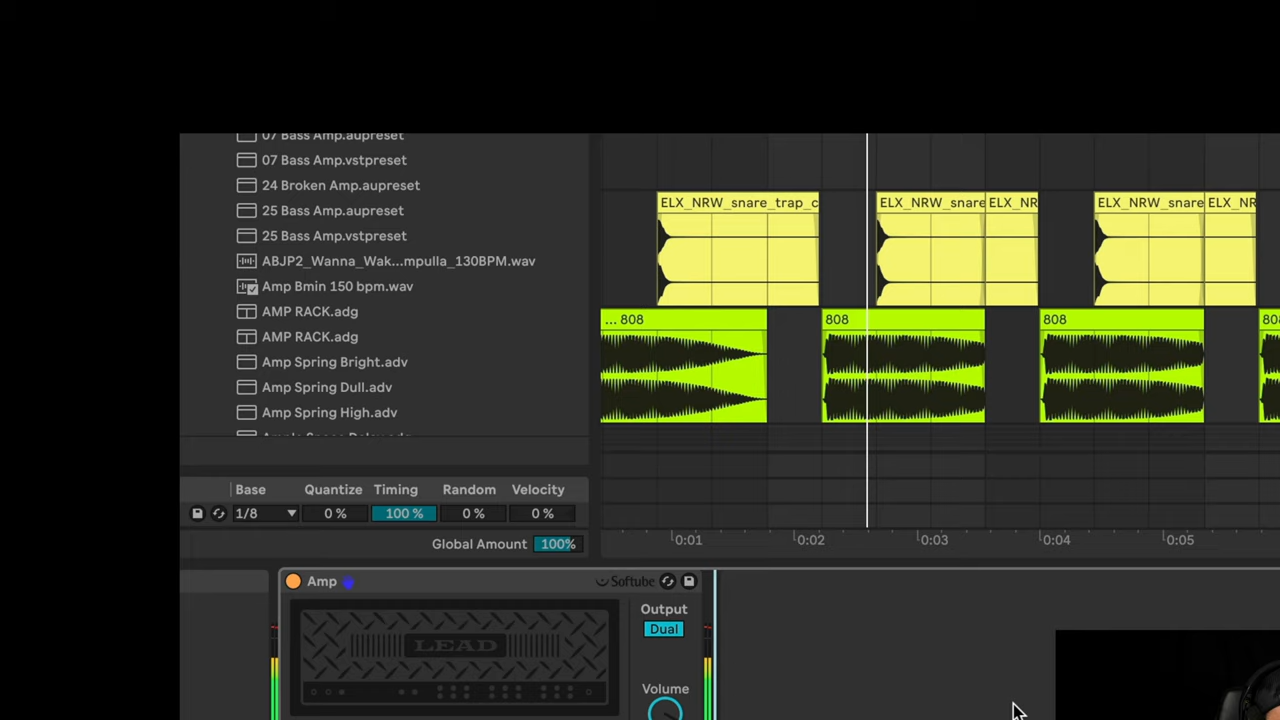 07 Bass Amp.aupreset
07 Bass Amp.vstpreset
24 Broken Amp.aupreset
25 Bass Amp.aupreset
25 Bass Amp.vstpreset
ABJP2_Wanna_Wak...mpulla_130BPM.wav
Amp Bmin 150 bpm.wav
AMP RACK.adg
AMP RACK.adg
Amp Spring Bright.adv
Amp Spring Dull.adv
Amp Spring High.adv
ELX_NRW_snare_trap_c ELX_NRW_snare ELX_NR ELX_NRW_snare ELX_NR
... 808 808 808 80
Base Quantize Timing Random Velocity
1/8 0 % 100 % 0 % 0 %
0:01 0:02 0:03 0:04 0:05
Global Amount 100%
Amp Softube
LEAD
Output
Dual
Volume